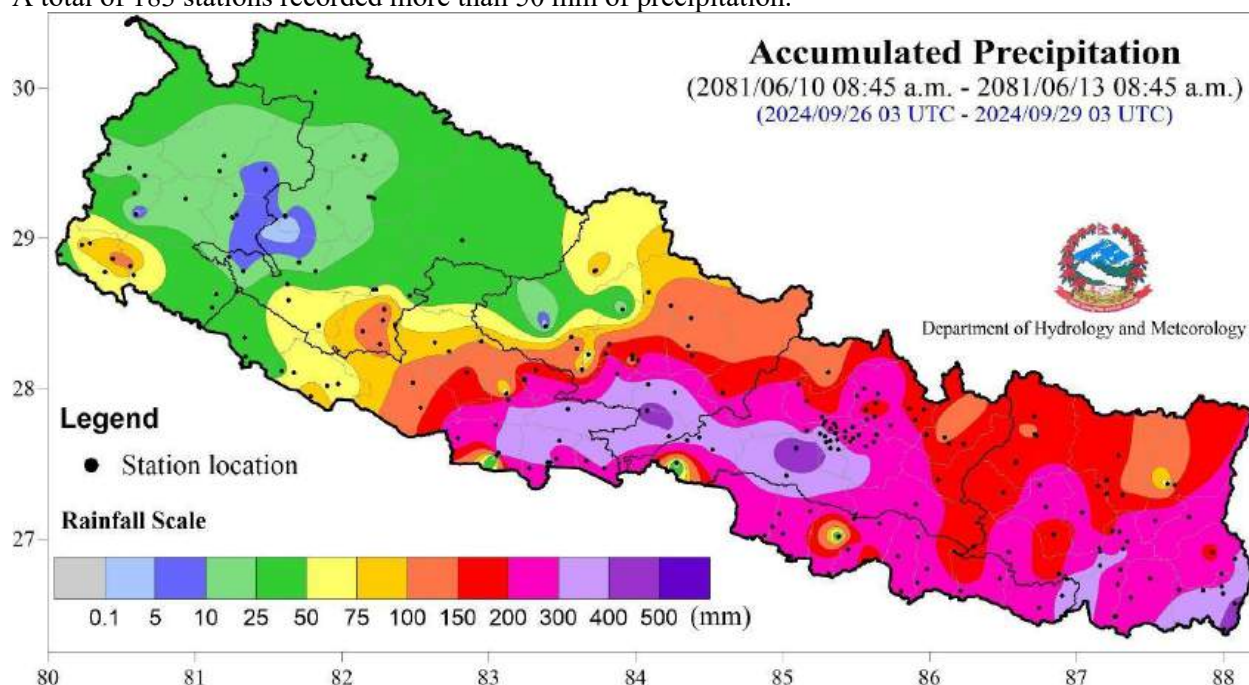 A total of 183 stations recorded more than 50 mm of precipitation.
Accumulated Precipitation
(2081/06/10 08:45 a.m. - 2081/06/13 08:45 a.m.)
(2024/09/26 03 UTC - 2024/09/29 03 UTC)
Department of Hydrology and Meteorology
30
29
28
27
Legend
Station location
Rainfall Scale
0.1 5 10 25 50 75 100 150 200 300 400 500 (mm)
80 81 82 83 84 85 86 87 88